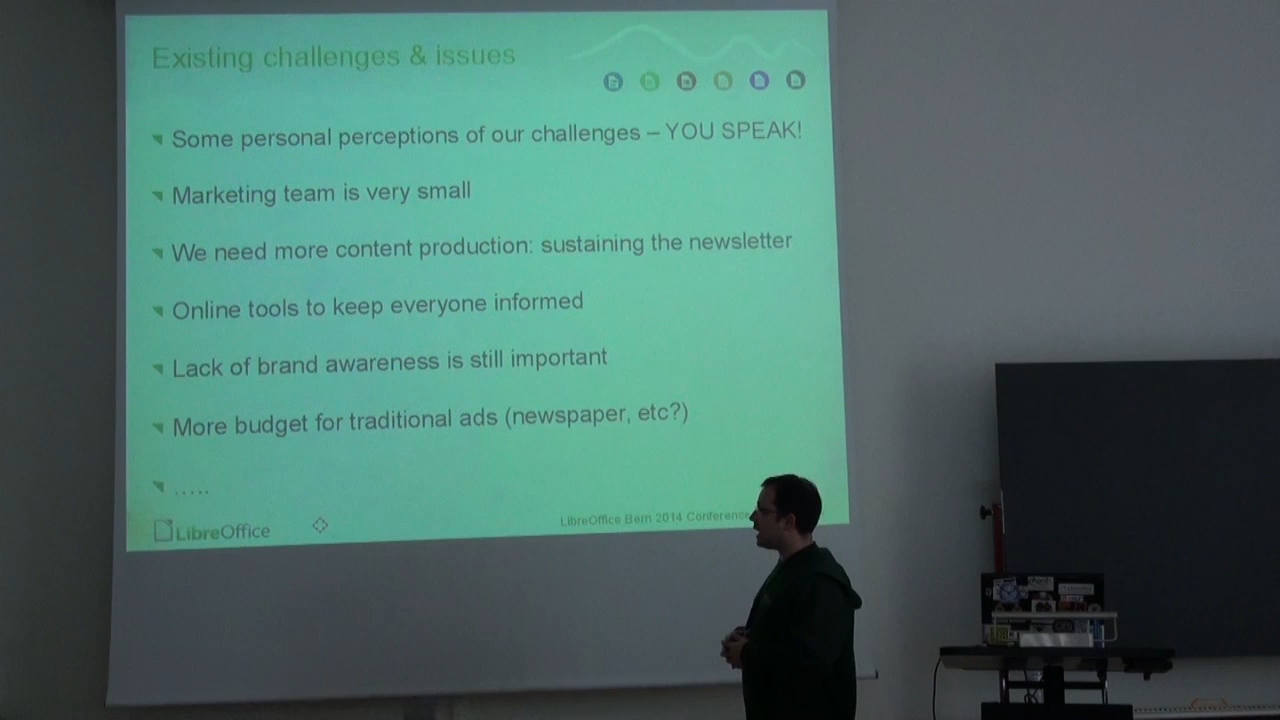 Existing challenges & issues
Some personal perceptions of our challenges – YOU SPEAK!
Marketing team is very small
We need more content production: sustaining the newsletter
Online tools to keep everyone informed
Lack of brand awareness is still important
More budget for traditional ads (newspaper, etc?)
.....
LibreOffice
LibreOffice Bern 2014 Conference